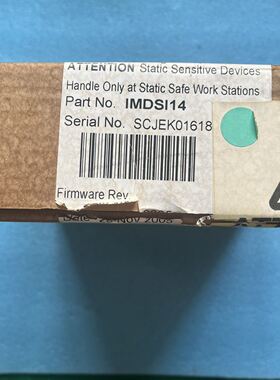 ATTENTION Static Sensitive Devices
Handle Only at Static Safe Work Stations
Part No. IMDSI14
Serial No. SCJEK01618
Firmware Rev